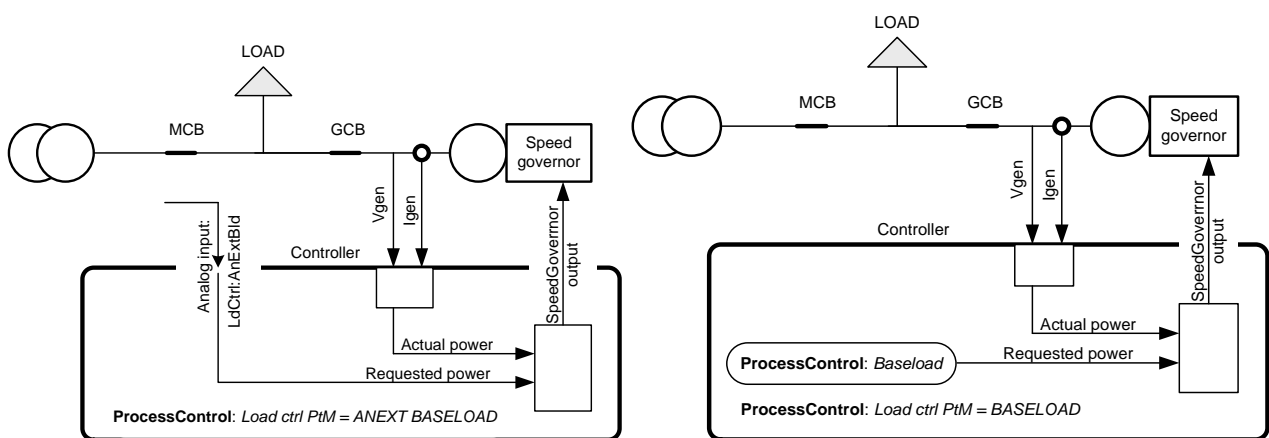 LOAD
MCB
GCB
Speed
governor
Vgen
Igen
Analog input:
LdCtrl:AnExtBld
Controller
SpeedGoverrnor
output
Actual power
Requested power
ProcessControl: Load ctrl PtM = ANEXT BASELOAD
LOAD
MCB
GCB
Speed
governor
Vgen
Igen
Controller
SpeedGoverrnor
output
Actual power
ProcessControl: Baseload
Requested power
ProcessControl: Load ctrl PtM = BASELOAD